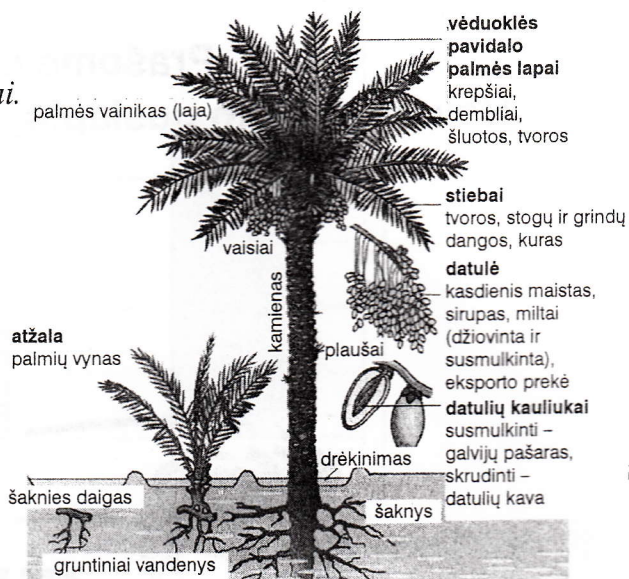 ai.
palmės vainikas (laja)
vėduoklės
pavidalo
palmės lapai
krepšiai,
dembliai,
šluotos, tvoros
stiebai
tvoros, stogų ir grindų
dangos, kuras
vaisiai
datulė
kasdienis maistas,
sirupas, miltai
(džiovinta ir
susmulkinta),
eksporto prekė
kamienas
plaušai
atžala
palmių vynas
datulių kauliukai
susmulkinti –
galvijų pašaras,
skrudinti –
datulių kava
drėkinimas
šaknies daigas
šaknys
gruntiniai vandenys